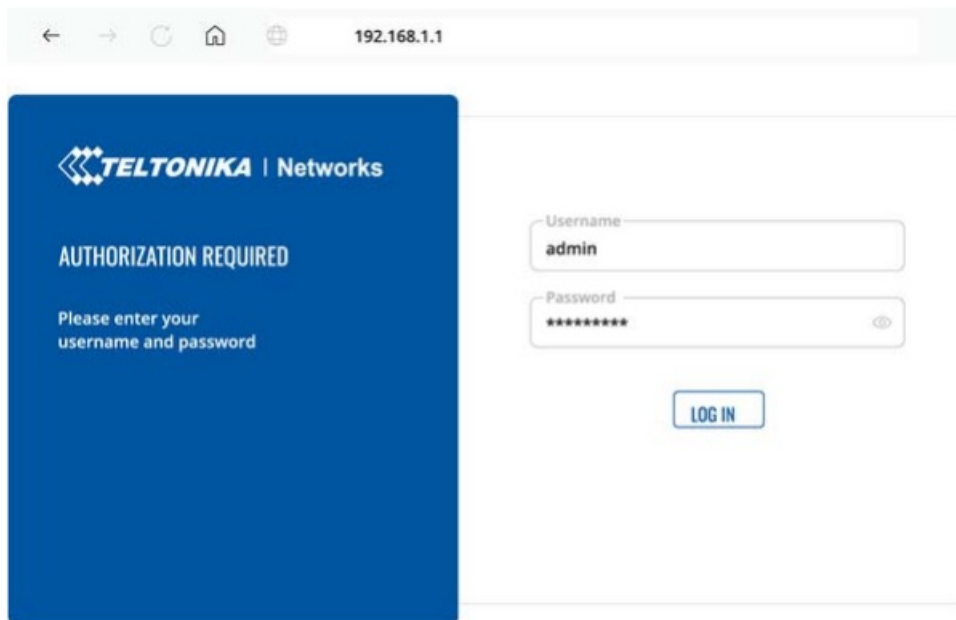 192.168.1.1
TELTONIKA | Networks
AUTHORIZATION REQUIRED
Please enter your
username and password
Username
admin
Password
*********
LOG IN